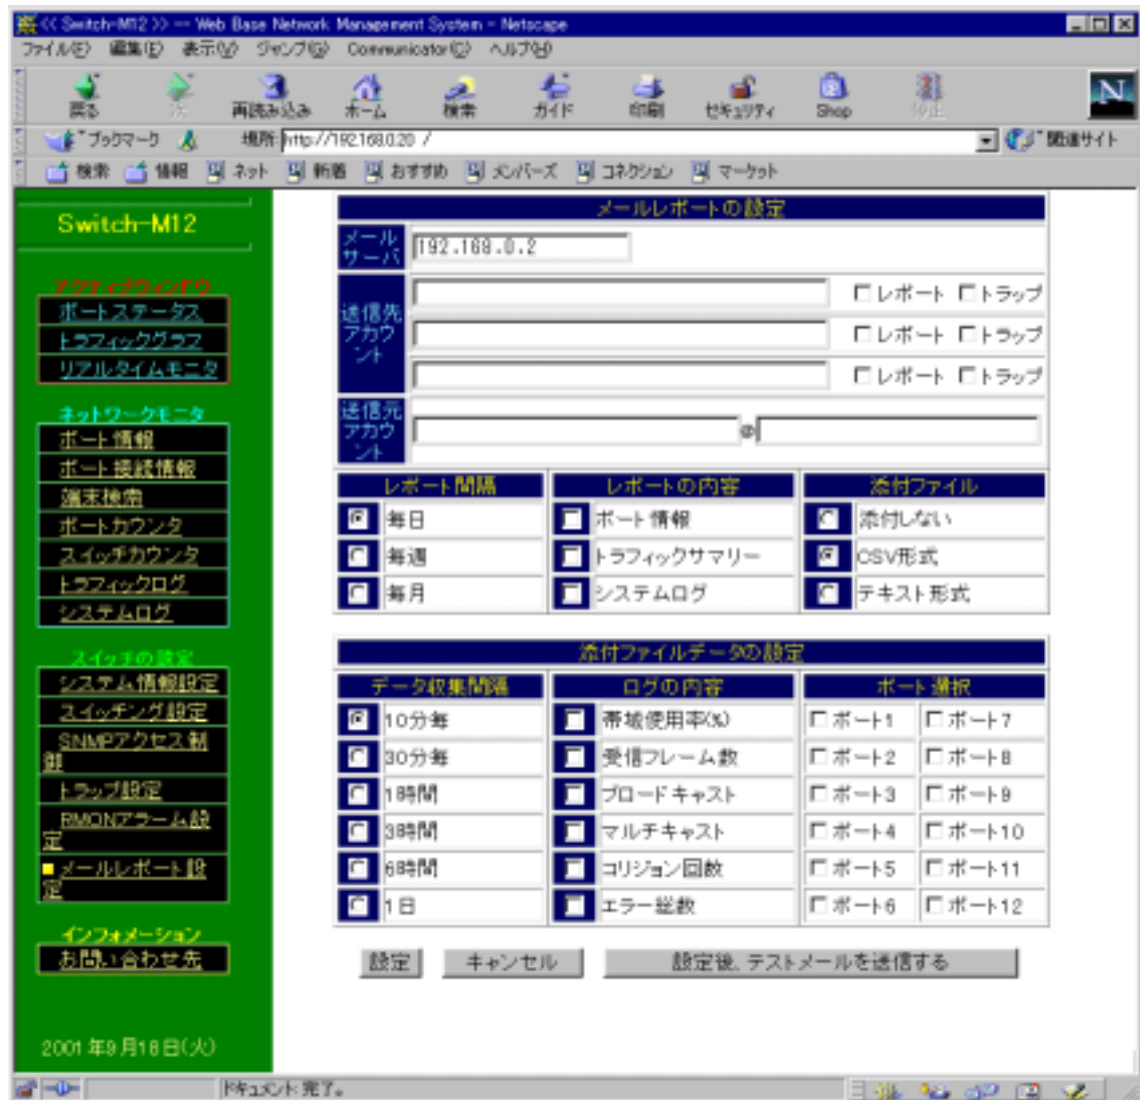 << Switch-M12 >> -- Web Base Network Management System - Netscape
ファイル(F) 編集(E) 表示(V) ジャンプ(G) Communicator(C) ヘルプ(H)
戻る 次 再読み込み ホーム 検索 ガイド 印刷 セキュリティ Shop 停止
ブックマーク 場所: http://192.168.0.20 / 関連サイト
検索 情報 ネット 新着 おすすめ メンバーズ コネクション マーケット
Switch-M12
アクティブウィンドウ
ポートステータス
トラフィックグラフ
リアルタイムモニタ
ネットワークモニタ
ポート情報
ポート接続情報
端末検索
ポートカウンタ
スイッチカウンタ
トラフィックログ
システムログ
スイッチの設定
システム情報設定
スイッチング設定
SNMPアクセス制
御
トラップ設定
RMONアラーム設
定
メールレポート設
定
インフォメーション
お問い合わせ先
2001年9月18日(火)
メールレポートの設定
メール
サーバ
192.168.0.2
送信先
アカウ
ント
レポート トラップ
レポート トラップ
レポート トラップ
送信元
アカウ
ント
@
レポート間隔 レポートの内容 添付ファイル
毎日 ポート情報 添付しない
毎週 トラフィックサマリー CSV形式
毎月 システムログ テキスト形式
添付ファイルデータの設定
データ収集間隔 ログの内容 ポート選択
10分毎 帯域使用率(%) ポート1 ポート7
30分毎 受信フレーム数 ポート2 ポート8
1時間 ブロードキャスト ポート3 ポート9
3時間 マルチキャスト ポート4 ポート10
6時間 コリジョン回数 ポート5 ポート11
1日 エラー総数 ポート6 ポート12
設定 キャンセル 設定後、テストメールを送信する
ドキュメント: 完了。